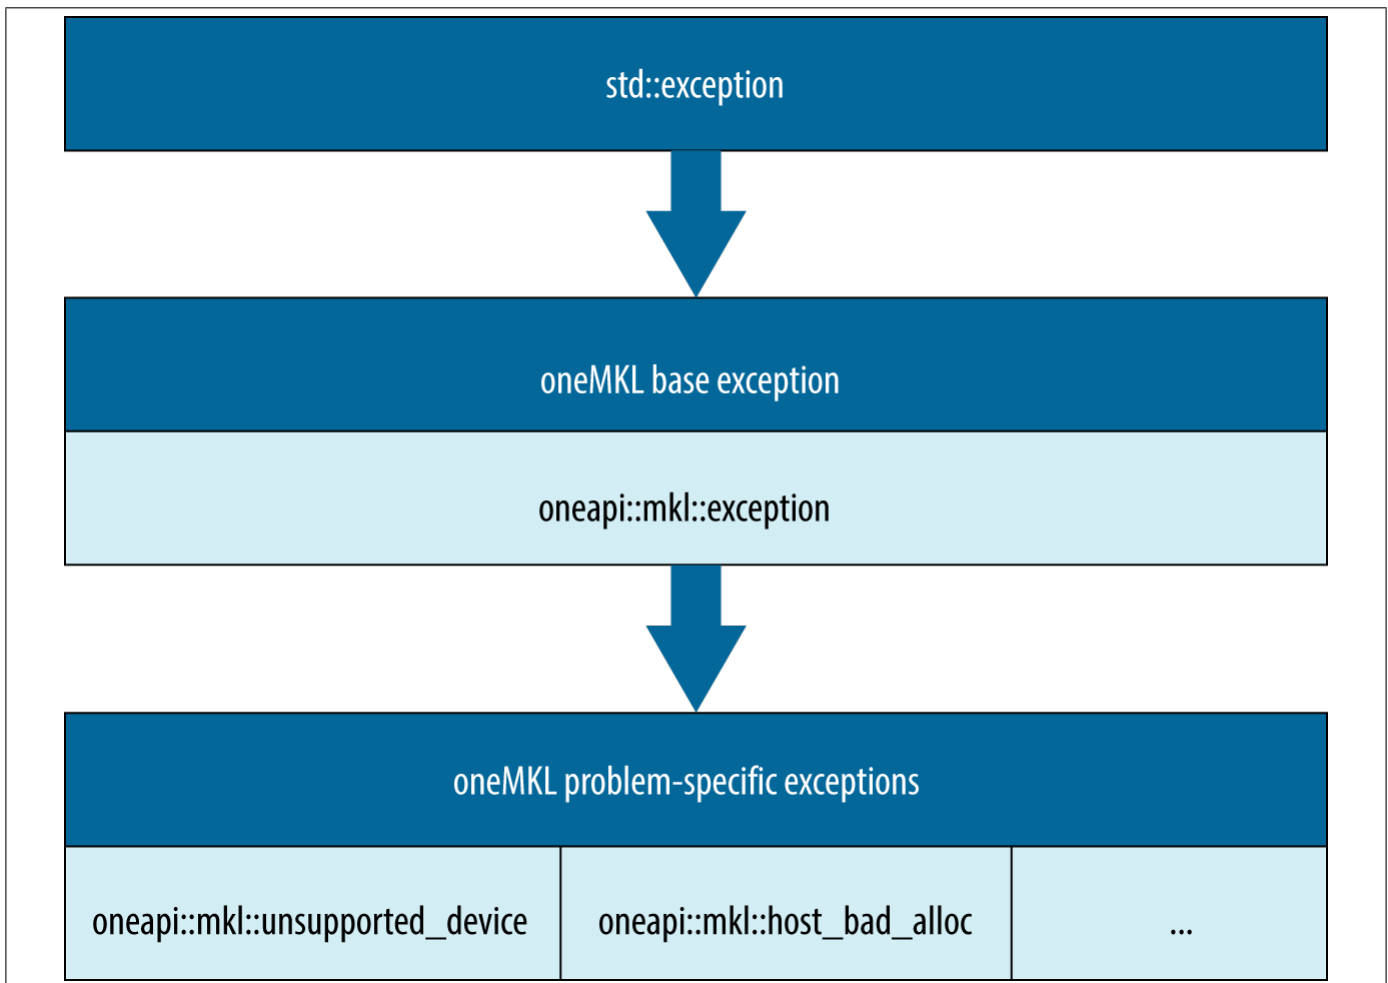 std::exception
oneMKL base exception
oneapi::mkl::exception
oneMKL problem-specific exceptions
oneapi::mkl::unsupported_device
oneapi::mkl::host_bad_alloc
...